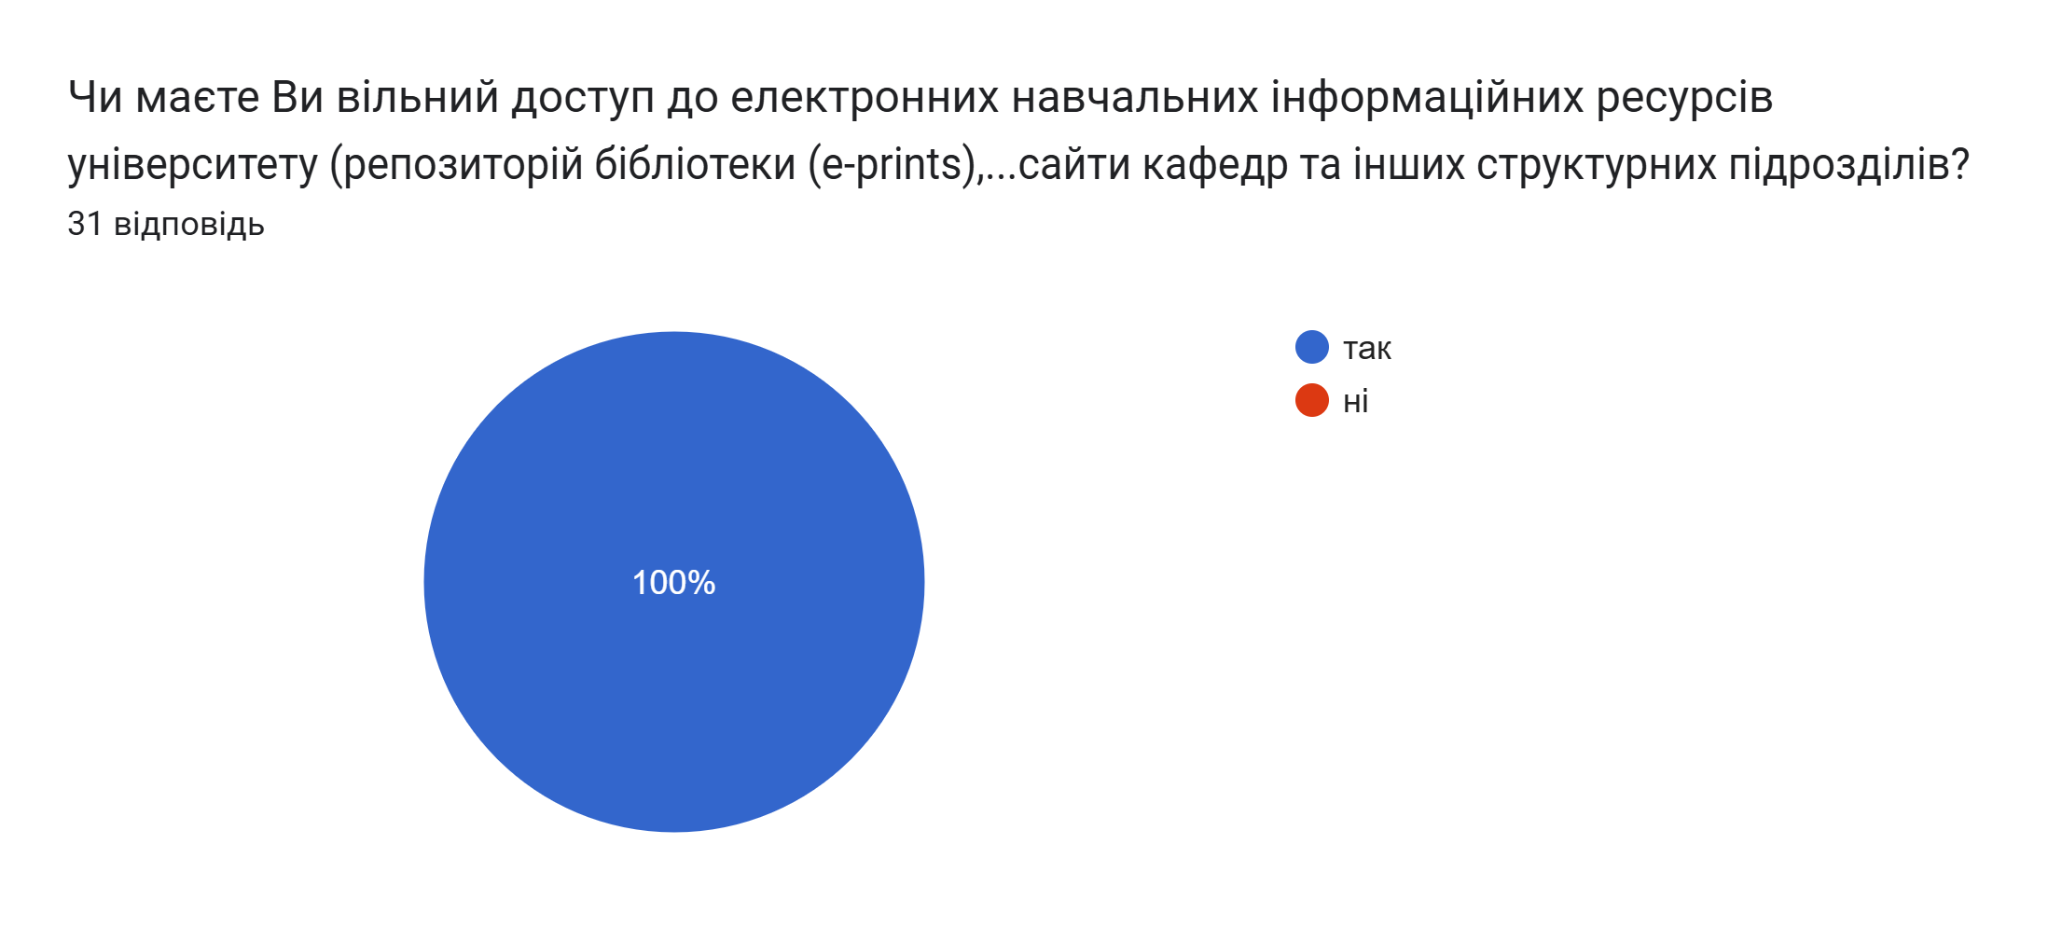 Чи маєте Ви вільний доступ до електронних навчальних інформаційних ресурсів
університету (репозиторій бібліотеки (e-prints),...сайти кафедр та інших структурних підрозділів?
31 відповідь
так
ні
100%